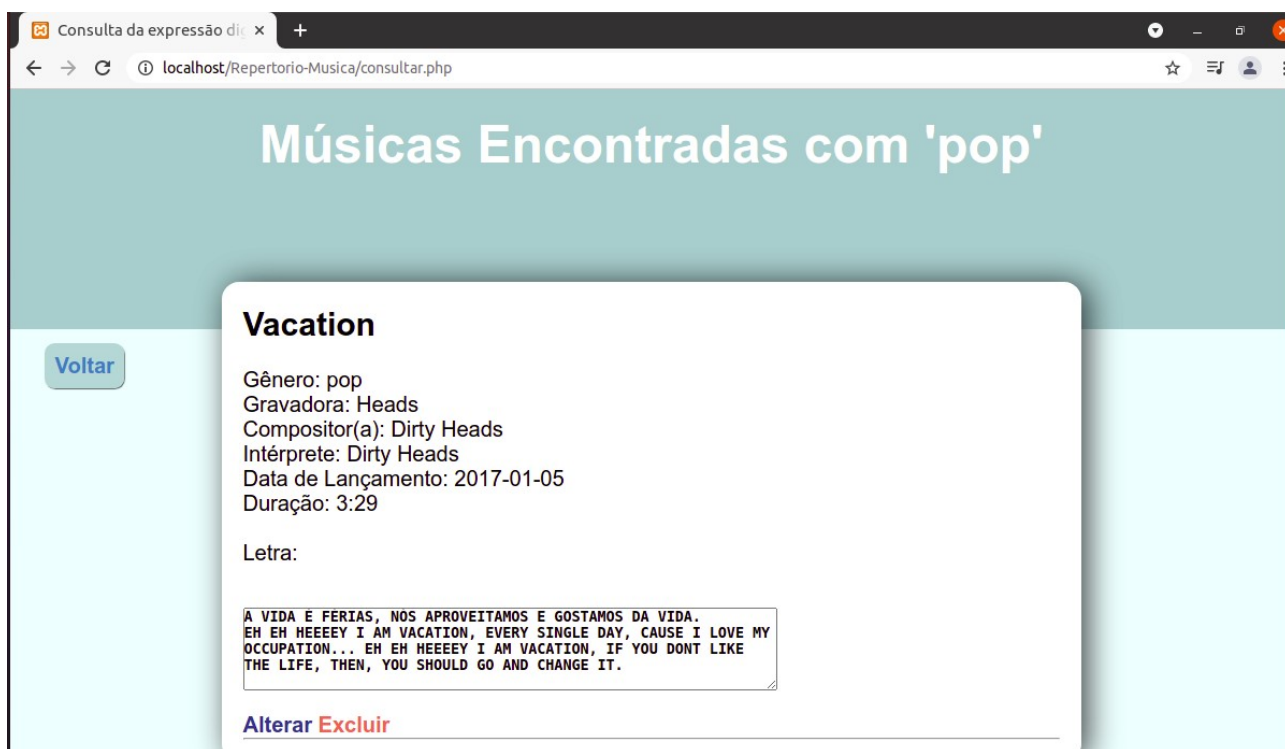 Consulta da expressão dig
localhost/Repertorio-Musica/consultar.php
Músicas Encontradas com 'pop'
Voltar
Vacation
Gênero: pop
Gravadora: Heads
Compositor(a): Dirty Heads
Intérprete: Dirty Heads
Data de Lançamento: 2017-01-05
Duração: 3:29
Letra:
A VIDA É FÉRIAS, NÓS APROVEITAMOS E GOSTAMOS DA VIDA.
EH EH HEEEEY I AM VACATION, EVERY SINGLE DAY, CAUSE I LOVE MY
OCCUPATION... EH EH HEEEEY I AM VACATION, IF YOU DONT LIKE
THE LIFE, THEN, YOU SHOULD GO AND CHANGE IT.
Alterar Excluir